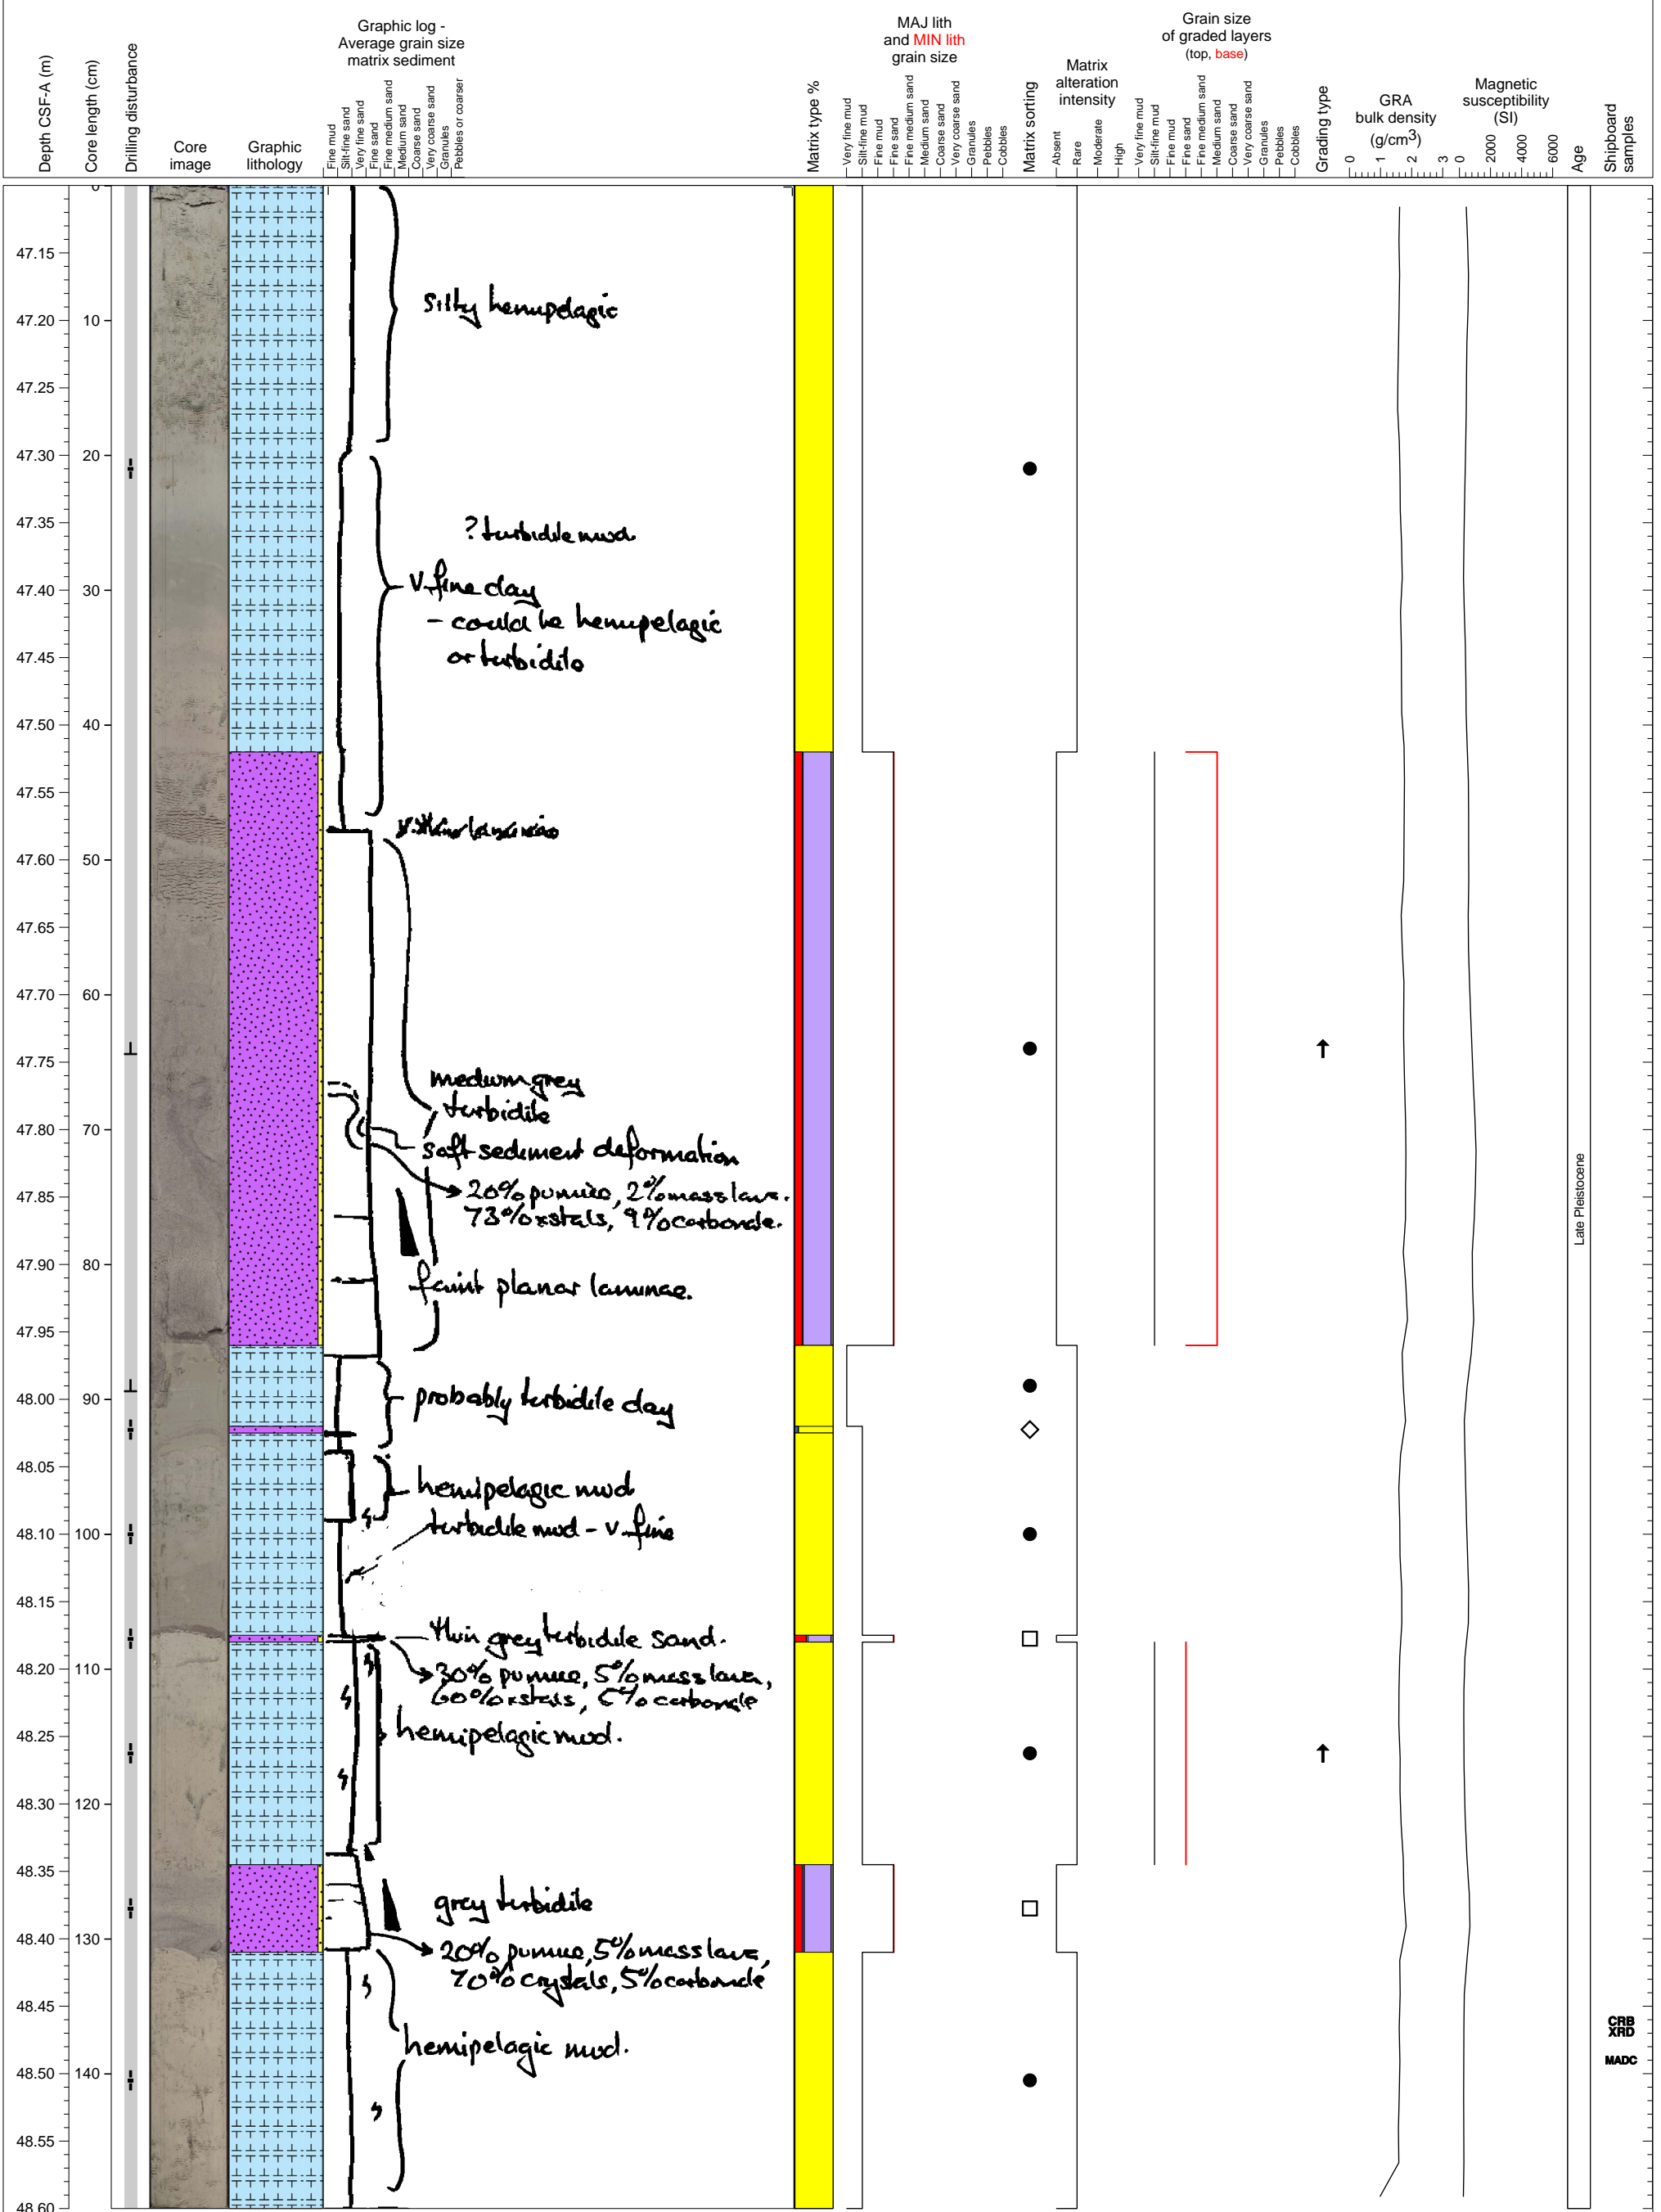 Depth CSF-A (m)
Core length (cm)
Drilling disturbance
Core
image
Graphic
lithology
Graphic log -
Average grain size
matrix sediment
Fine mud
Silt-fine sand
Very fine sand
Fine sand
Fine medium sand
Medium sand
Coarse sand
Very coarse sand
Granules
Pebbles or coarser
Matrix type %
MAJ lith
and MIN lith
grain size
Very fine mud
Silt-fine mud
Fine mud
Fine sand
Fine medium sand
Medium sand
Coarse sand
Very coarse sand
Granules
Pebbles
Cobbles
Matrix sorting
Matrix
alteration
intensity
Absent
Rare
Moderate
High
Grain size
of graded layers
(top, base)
Very fine mud
Silt-fine mud
Fine mud
Fine sand
Fine medium sand
Medium sand
Coarse sand
Very coarse sand
Granules
Pebbles
Cobbles
Grading type
GRA
bulk density
(g/cm3)
0 1 2 3
Magnetic
susceptibility
(SI)
0 2000 4000 6000
Age
Shipboard
samples
0
47.15
silty hemipelagic
47.20 10
47.25
47.30 20
47.35
? turbidite mud
47.40 30
v. fine clay
- could be hemipelagic
or turbidite
47.45
47.50 40
47.55
47.60 50
47.65
47.70 60
47.75
medium grey
turbidite
47.80 70
soft sediment deformation
20% pumice, 2% mass lava.
73% xstals, 9% carbonate.
47.85
47.90 80
faint planar laminae.
47.95
48.00 90
probably turbidite clay
48.05
hemipelagic mud
turbidite mud - v. fine
48.10 100
48.15
thin grey turbidite sand.
48.20 110
30% pumice, 5% mass lava,
60% xstals, % carbonate
hemipelagic mud.
48.25
48.30 120
48.35
grey turbidite
48.40 130
20% pumice, 5% mass lava,
70% crystals, 5% carbonate
48.45
hemipelagic mud.
48.50 140
48.55
48.60
Late Pleistocene
CRB
XRD
MADC